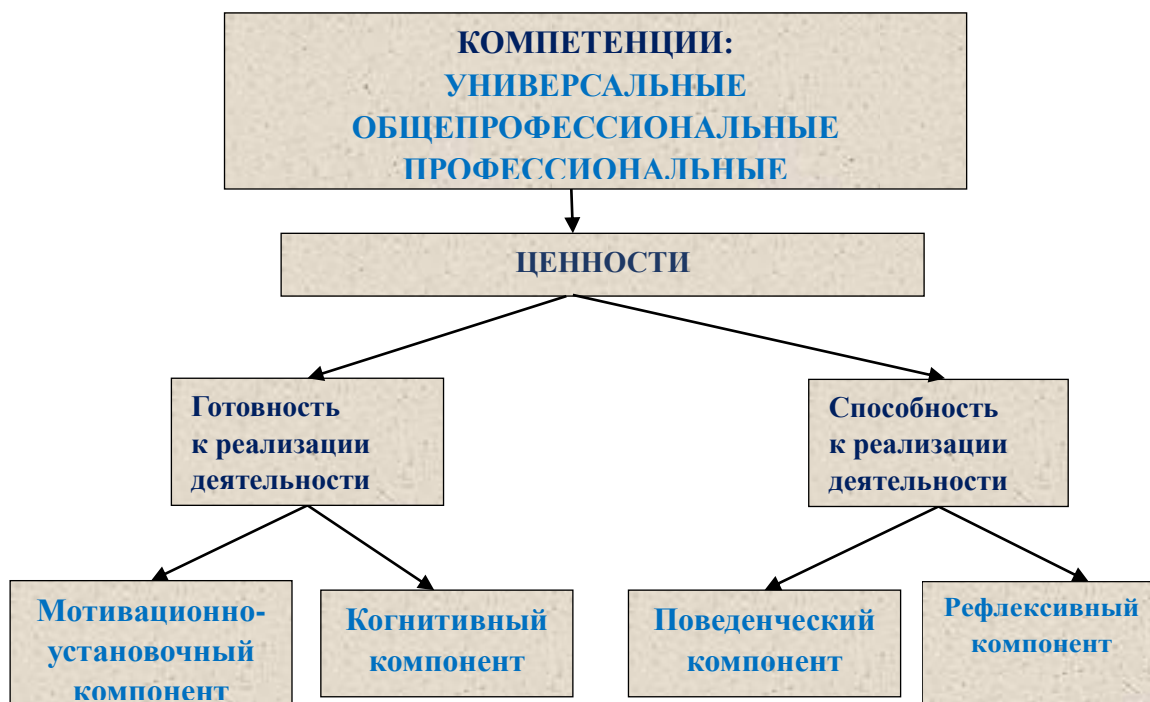 КОМПЕТЕНЦИИ:
УНИВЕРСАЛЬНЫЕ
ОБЩЕПРОФЕССИОНАЛЬНЫЕ
ПРОФЕССИОНАЛЬНЫЕ
ЦЕННОСТИ
Готовность
к реализации
деятельности
Способность
к реализации
деятельности
Мотивационно-
установочный
компонент
Когнитивный
компонент
Поведенческий
компонент
Рефлексивный
компонент